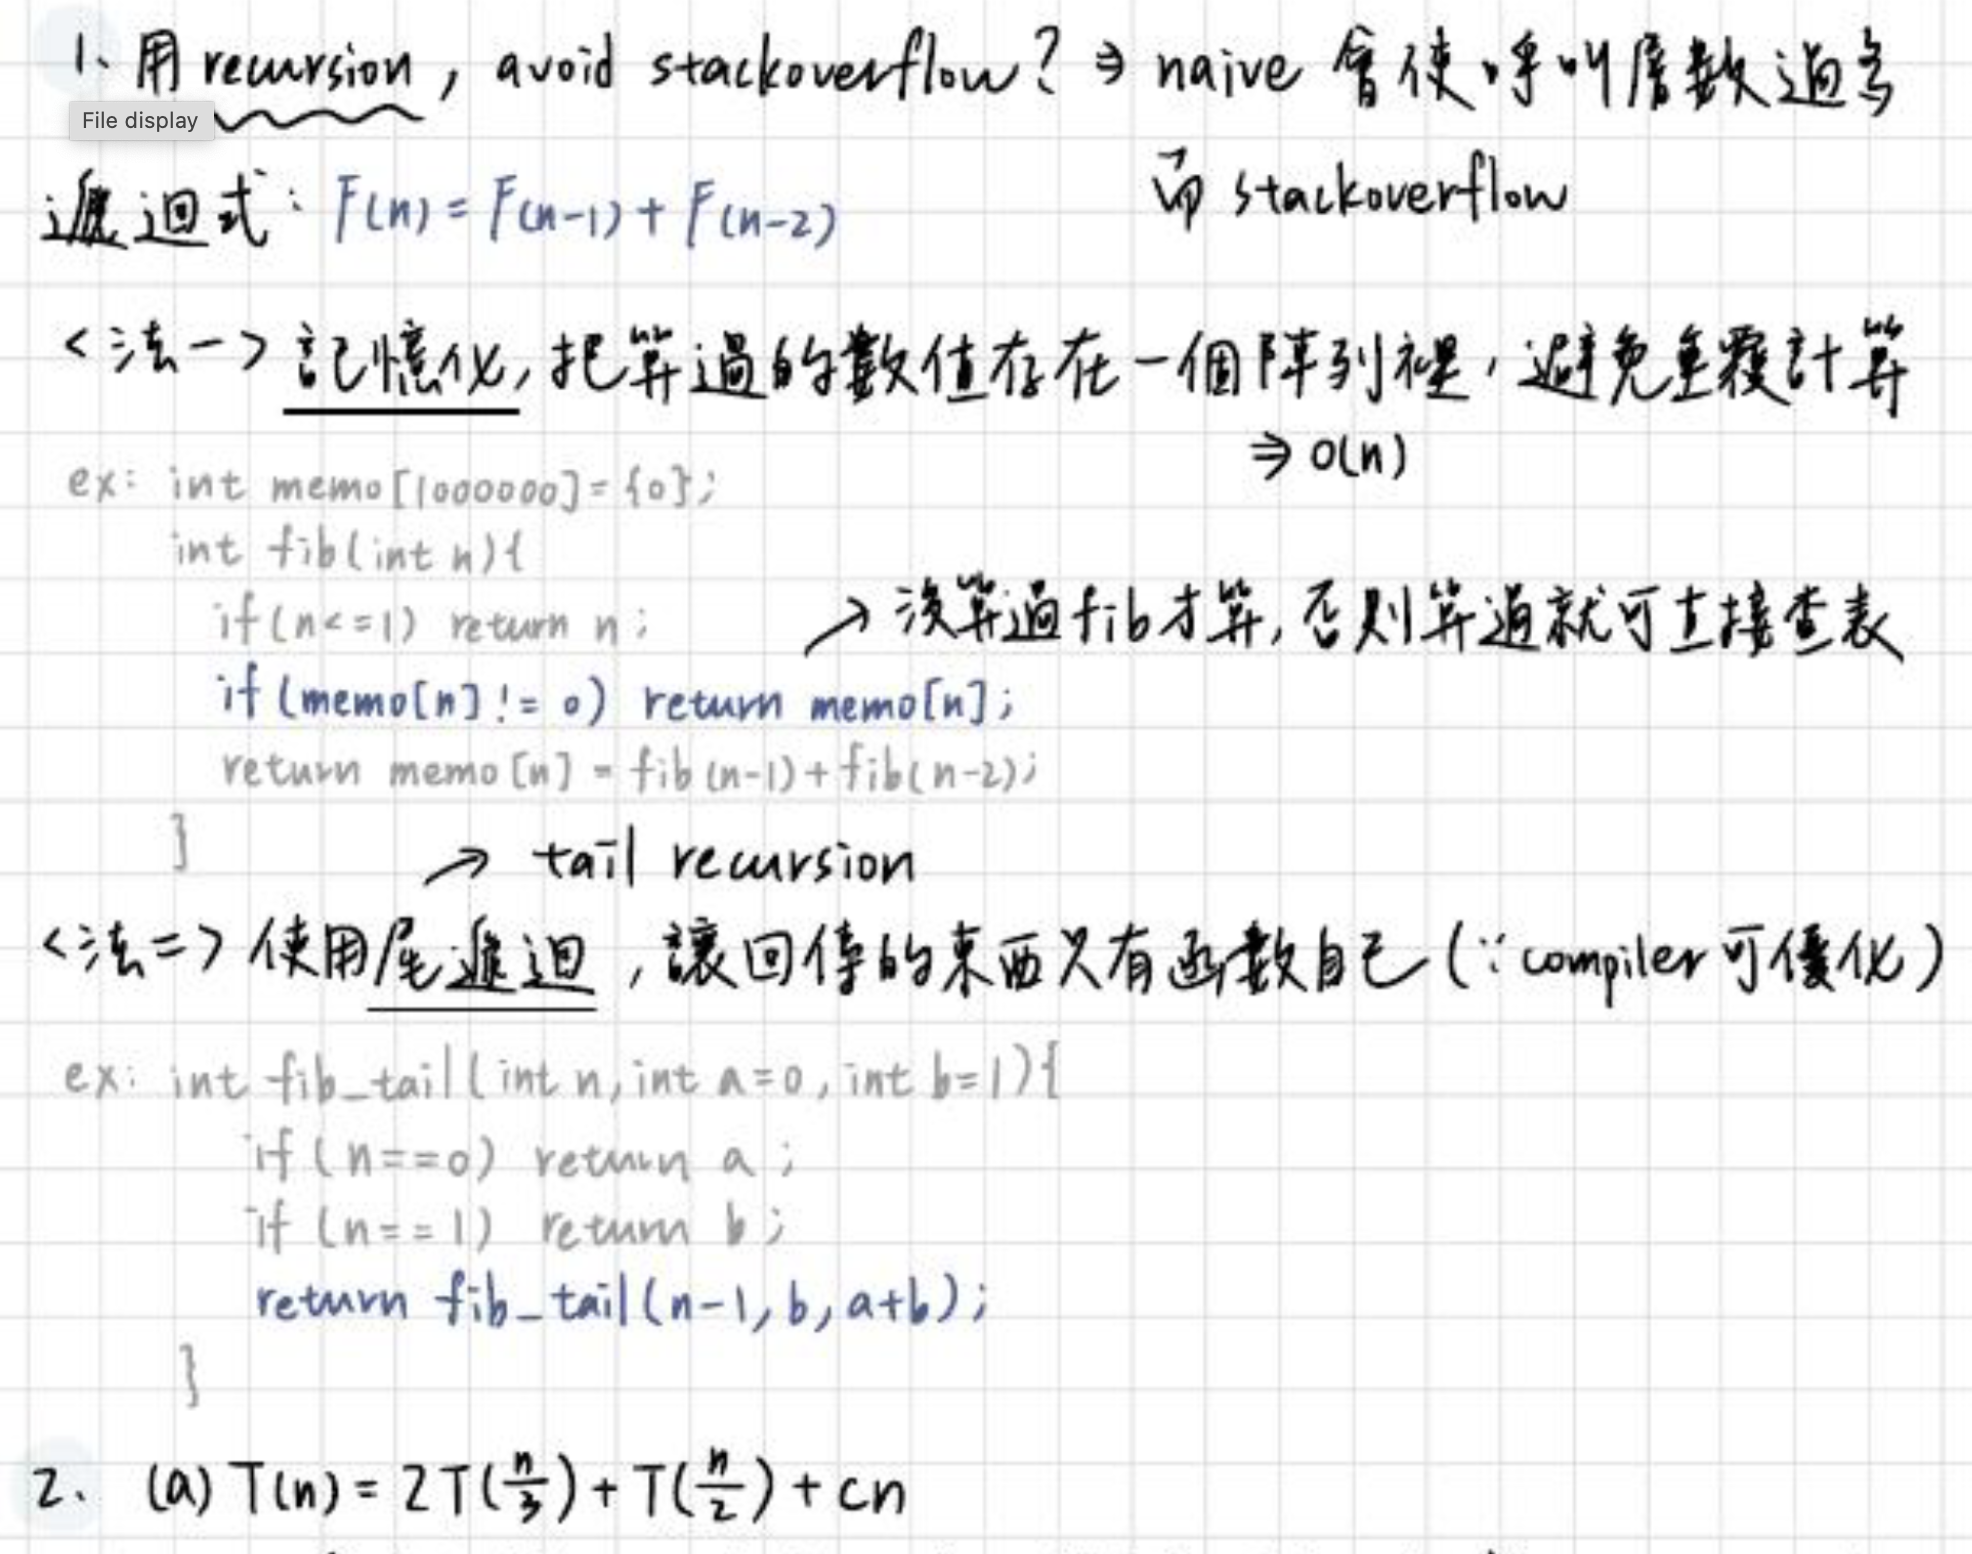 1、用 recursion, avoid stackoverflow? ⇒ naive 會使呼叫層數過多
File display
而 stackoverflow
遞迴式: F(n) = F(n-1) + F(n-2)
<法一> 記憶化, 把算過的數值存在一個陣列裡, 避免重複計算
⇒ O(n)
ex: int memo[1000000]={0};
int fib(int n){
if(n<=1) return n;
→ 沒算過fib才算, 否則算過就可直接查表
if (memo[n] != 0) return memo[n];
return memo[n] = fib(n-1)+fib(n-2);
}
→ tail recursion
<法二> 使用尾遞迴, 讓回傳的東西只有函數自己 (∵ compiler 可優化)
ex: int fib_tail(int n, int a=0, int b=1){
if (n==0) return a;
if (n==1) return b;
return fib_tail(n-1, b, a+b);
}
2、 (a) T(n) = 2T(n/3) + T(n/2) + cn